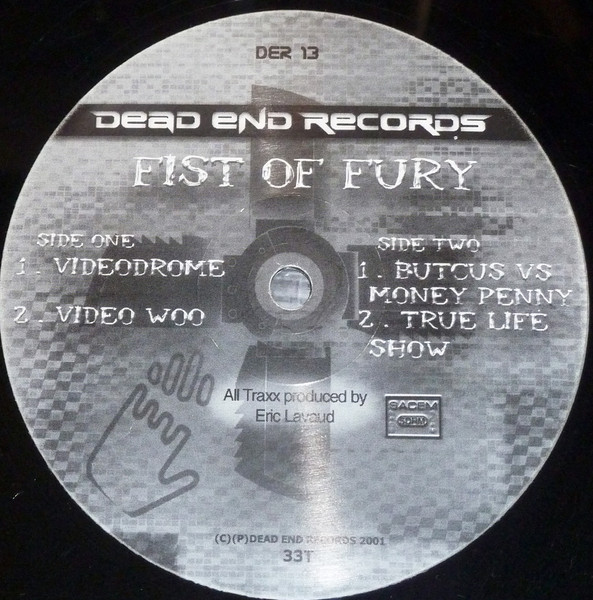 DER 13
DEAD END RECORDS
FIST OF FURY
SIDE ONE
1. VIDEODROME
2. VIDEO WOO
SIDE TWO
1. BUTCUS VS
MONEY PENNY
2. TRUE LIFE
SHOW
All Traxx produced by
Eric Lavaud
SACEM
SDRM
(C)(P)DEAD END RECORDS 2001
33T